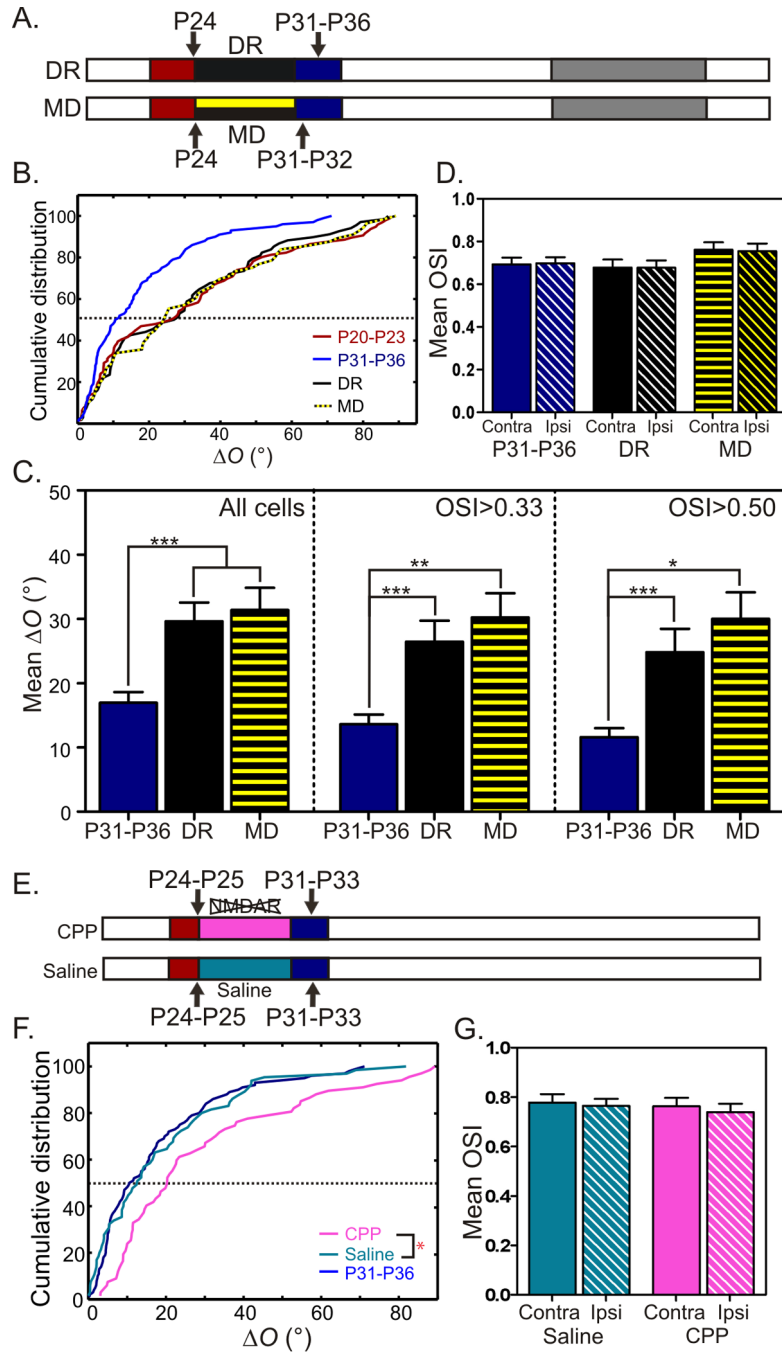 A.
P24 P31-P36
DR
DR
MD
MD
P24 P31-P32
B.
Cumulative distribution
100
80
60
40
20
0 20 40 60 80
ΔO (°)
P20-P23
P31-P36
DR
MD
D.
Mean OSI
1.0
0.8
0.6
0.4
0.2
0.0
Contra Ipsi Contra Ipsi Contra Ipsi
P31-P36 DR MD
C.
Mean ΔO (°)
50
40
30
20
10
0
All cells OSI>0.33 OSI>0.50
*** ** *** * ***
P31-P36 DR MD P31-P36 DR MD P31-P36 DR MD
E.
P24-P25 P31-P33
NMDAR
CPP
Saline
Saline
P24-P25 P31-P33
F.
Cumulative distribution
100
80
60
40
20
0
0 20 40 60 80
ΔO (°)
CPP
Saline
*
P31-P36
G.
Mean OSI
1.0
0.8
0.6
0.4
0.2
0.0
Contra Ipsi Contra Ipsi
Saline CPP